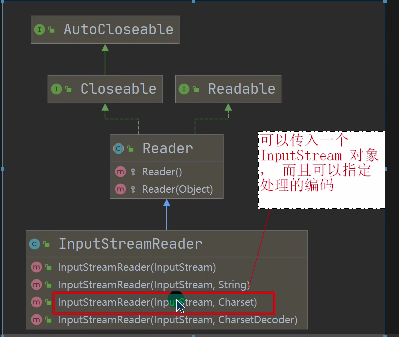 AutoCloseable
Closeable
Readable
Reader
Reader()
Reader(Object)
可以传入一个
InputStream 对象
， 而且可以指定
处理的编码
InputStreamReader
InputStreamReader(InputStream)
InputStreamReader(InputStream, String)
InputStreamReader(InputStream, Charset)
InputStreamReader(InputStream, CharsetDecoder)